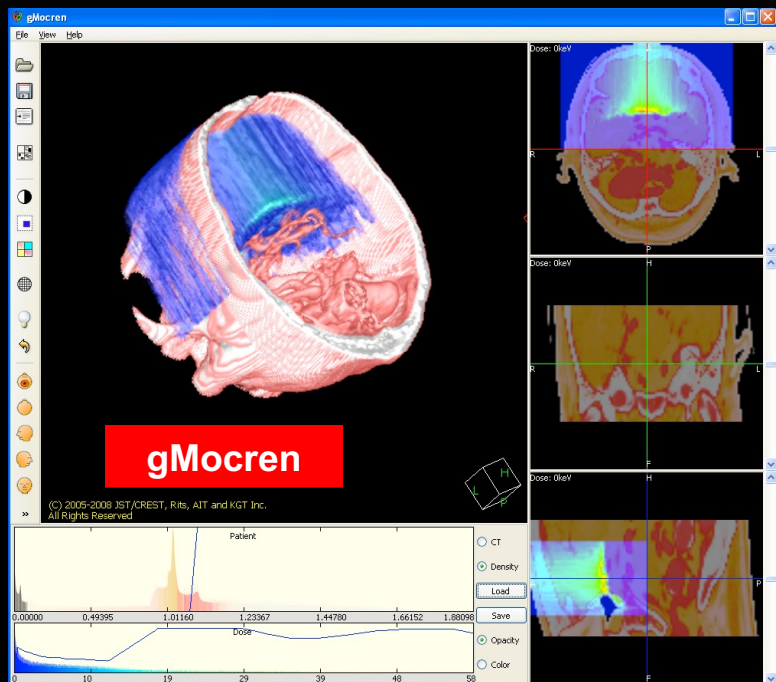 gMocren
File View Help
Dose: 0keV
R
L
P
Dose: 0keV
H
R
L
F
Dose: 0keV
H
P
F
gMocren
L
H
P
(C) 2005-2008 JST/CREST, Rits, AIT and KGT Inc.
All Rights Reserved
Patient
0.00000 0.49395 1.01160 1.23367 1.44780 1.66152 1.88098
Dose
0 10 19 29 39 48 58
CT
Density
Load
Save
Opacity
Color